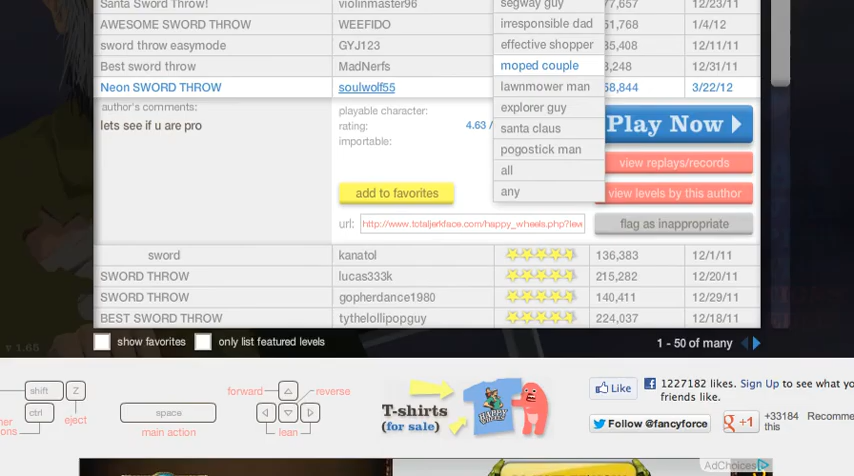 Santa Sword Throw! violinmaster96 segway guy 77,657 12/23/11
AWESOME SWORD THROW WEEFIDO irresponsible dad 51,768 1/4/12
sword throw easymode GYJ123 effective shopper 35,408 12/11/11
Best sword throw MadNerfs moped couple 3,248 12/31/11
Neon SWORD THROW soulwolf55 lawnmower man 58,844 3/22/12
author's comments:
lets see if u are pro
playable character:
rating: 4.63 /
importable:
explorer guy
santa claus
pogostick man
all
any
Play Now
view replays/records
add to favorites
view levels by this author
url: http://www.totaljerkface.com/happy_wheels.php?lev
flag as inappropriate
sword kanatol 136,383 12/1/11
SWORD THROW lucas333k 215,282 12/20/11
SWORD THROW gopherdance1980 140,411 12/29/11
BEST SWORD THROW tythelollipopguy 224,037 12/18/11
v 1.65
show favorites only list featured levels 1 - 50 of many
shift Z
ctrl eject
space
main action
forward reverse
lean
T-shirts
(for sale)
HAPPY WHEELS
Like
1227182 likes. Sign Up to see what yo
friends like.
Follow @fancyforce
+1
+33184 Recomme
this
AdChoices